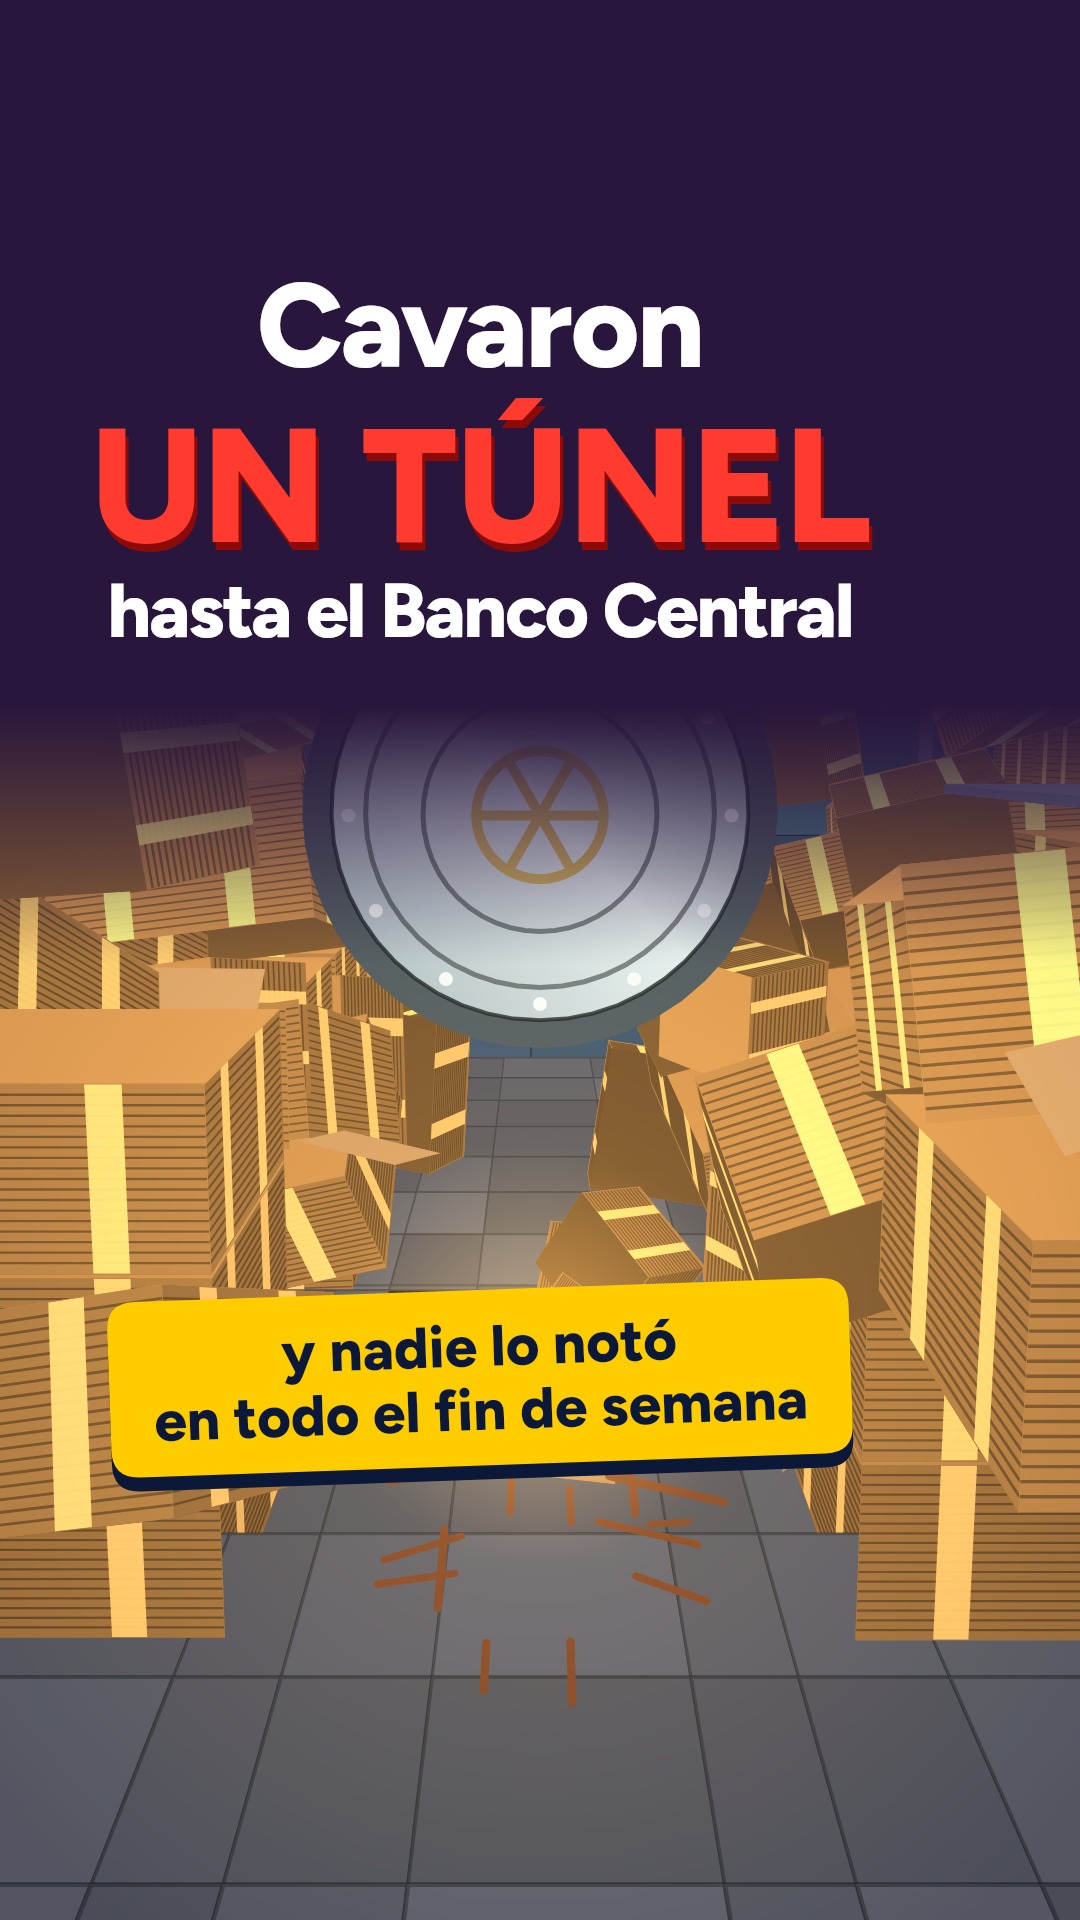 Cavaron
UN TÚNEL
hasta el Banco Central
y nadie lo notó
en todo el fin de semana